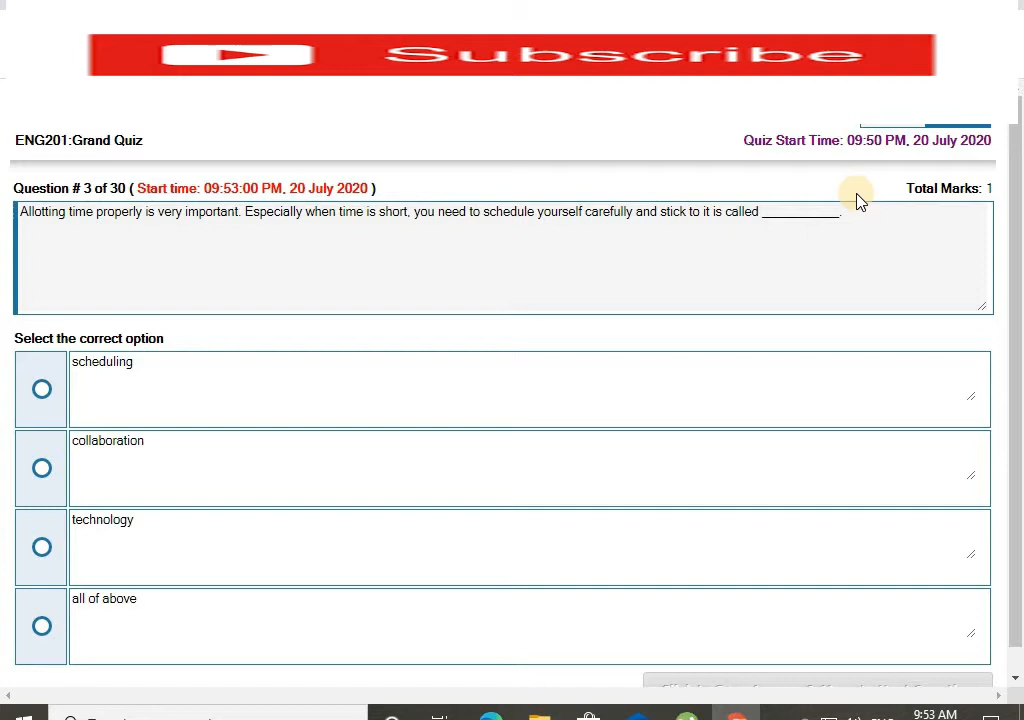 Subscribe
ENG201:Grand Quiz
Quiz Start Time: 09:50 PM, 20 July 2020
Question # 3 of 30 ( Start time: 09:53:00 PM, 20 July 2020 )
Total Marks: 1
Allotting time properly is very important. Especially when time is short, you need to schedule yourself carefully and stick to it is called ___________.
Select the correct option
scheduling
collaboration
technology
all of above
9:53 AM